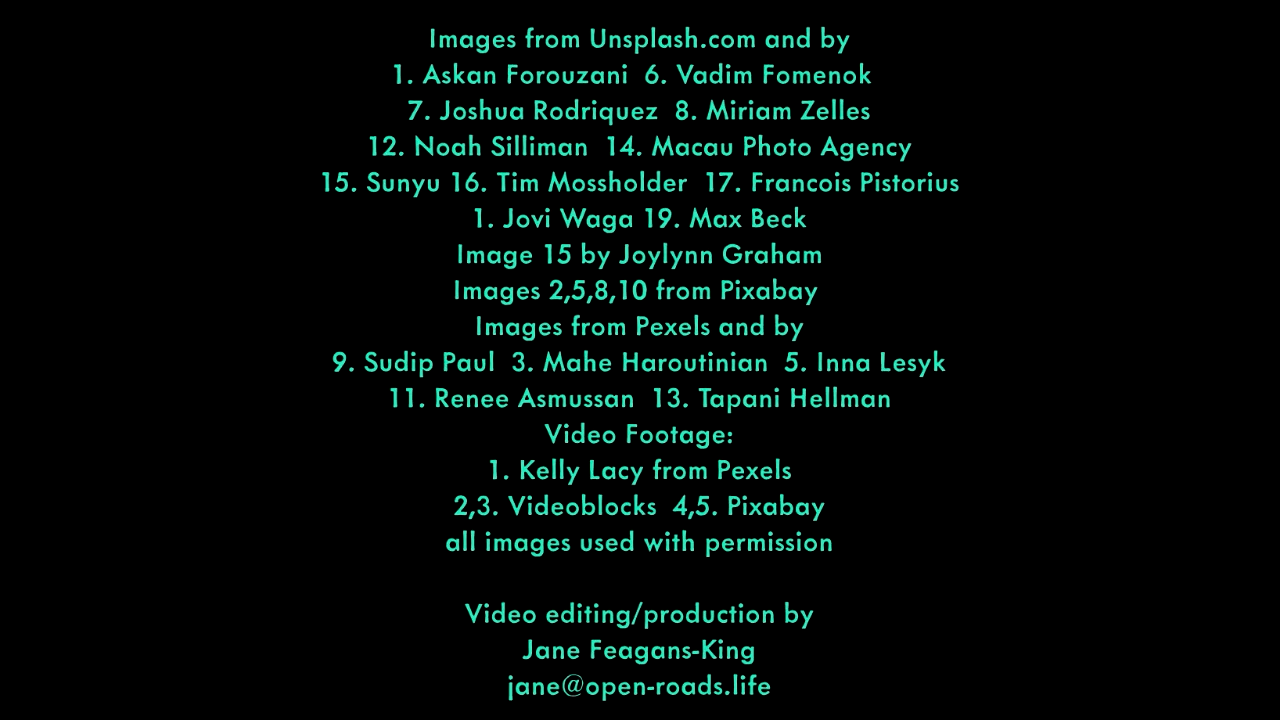 Images from Unsplash.com and by
1. Askan Forouzani  6. Vadim Fomenok
7. Joshua Rodriquez  8. Miriam Zelles
12. Noah Silliman  14. Macau Photo Agency
15. Sunyu 16. Tim Mossholder  17. Francois Pistorius
1. Jovi Waga 19. Max Beck
Image 15 by Joylynn Graham
Images 2,5,8,10 from Pixabay
Images from Pexels and by
9. Sudip Paul  3. Mahe Haroutinian  5. Inna Lesyk
11. Renee Asmussan  13. Tapani Hellman
Video Footage:
1. Kelly Lacy from Pexels
2,3. Videoblocks  4,5. Pixabay
all images used with permission
Video editing/production by
Jane Feagans-King
jane@open-roads.life